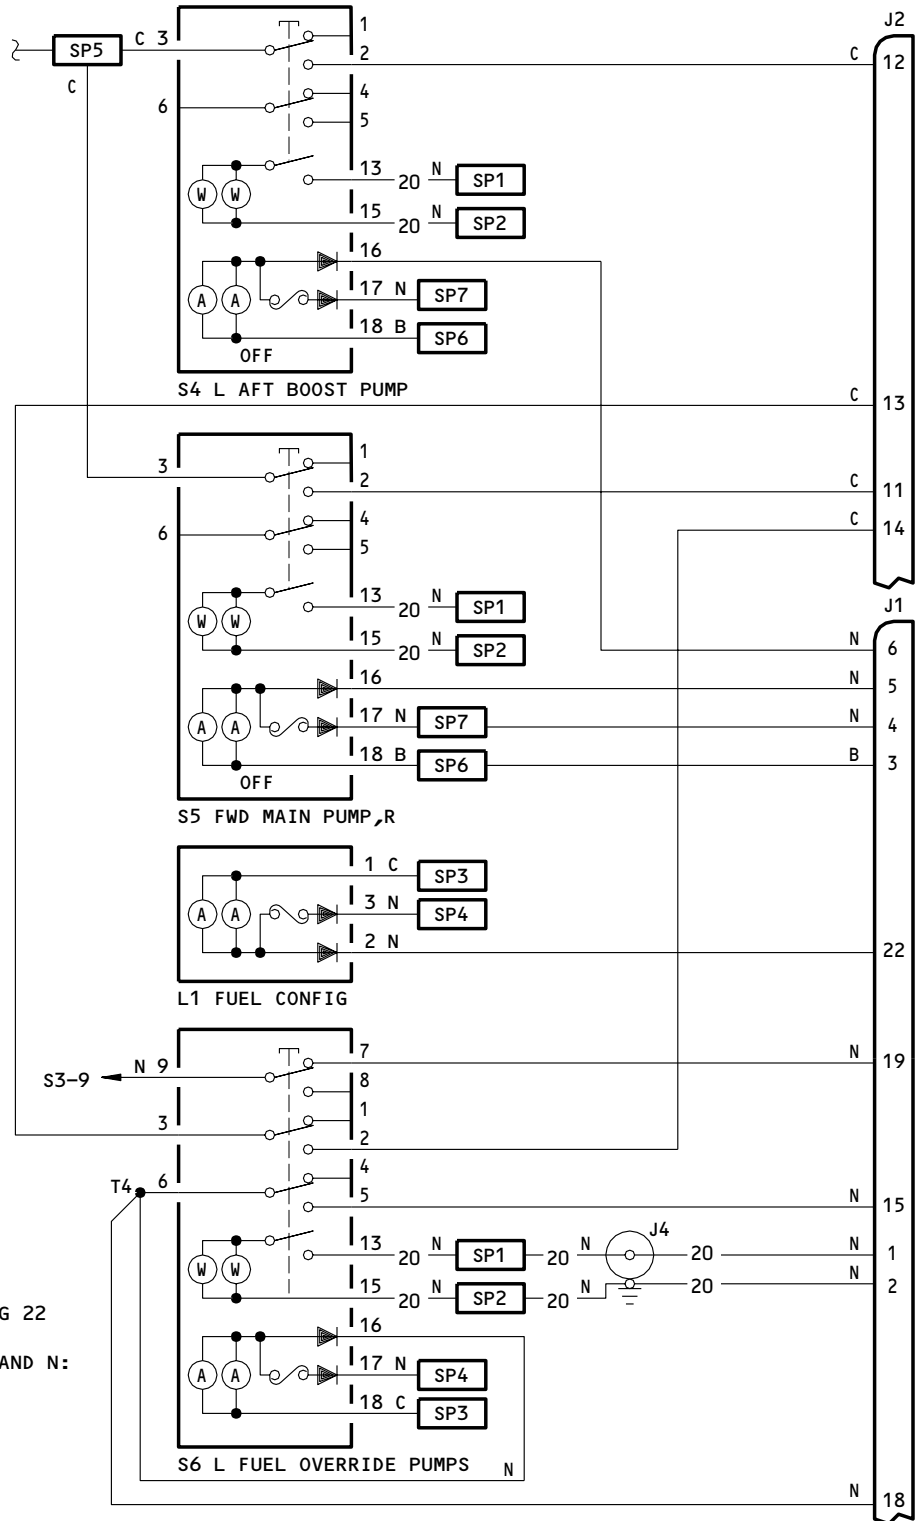 J2
1
SP5 C 3
2 C 12
C
4
6
5
13 20 N SP1
W W
15 20 N SP2
16
17 N SP7
A A
18 B SP6
OFF
S4 L AFT BOOST PUMP
C 13
1
3
2 C 11
4 C 14
6
5
J1
13 20 N SP1
W W
15 20 N SP2 N 6
16 N 5
17 N SP7 N 4
A A
18 B SP6 B 3
OFF
S5 FWD MAIN PUMP,R
1 C SP3
3 N SP4
A A
2 N 22
L1 FUEL CONFIG
7 N 19
S3-9 N 9
8
1
3
2
4
T4 6
5 N 15
J4
13 20 N SP1 20 N 20 N 1
W W
15 20 N SP2 20 N 20 N 2
G 22
16
AND N:
17 N SP4
A A
18 C SP3
S6 L FUEL OVERRIDE PUMPS N
N 18